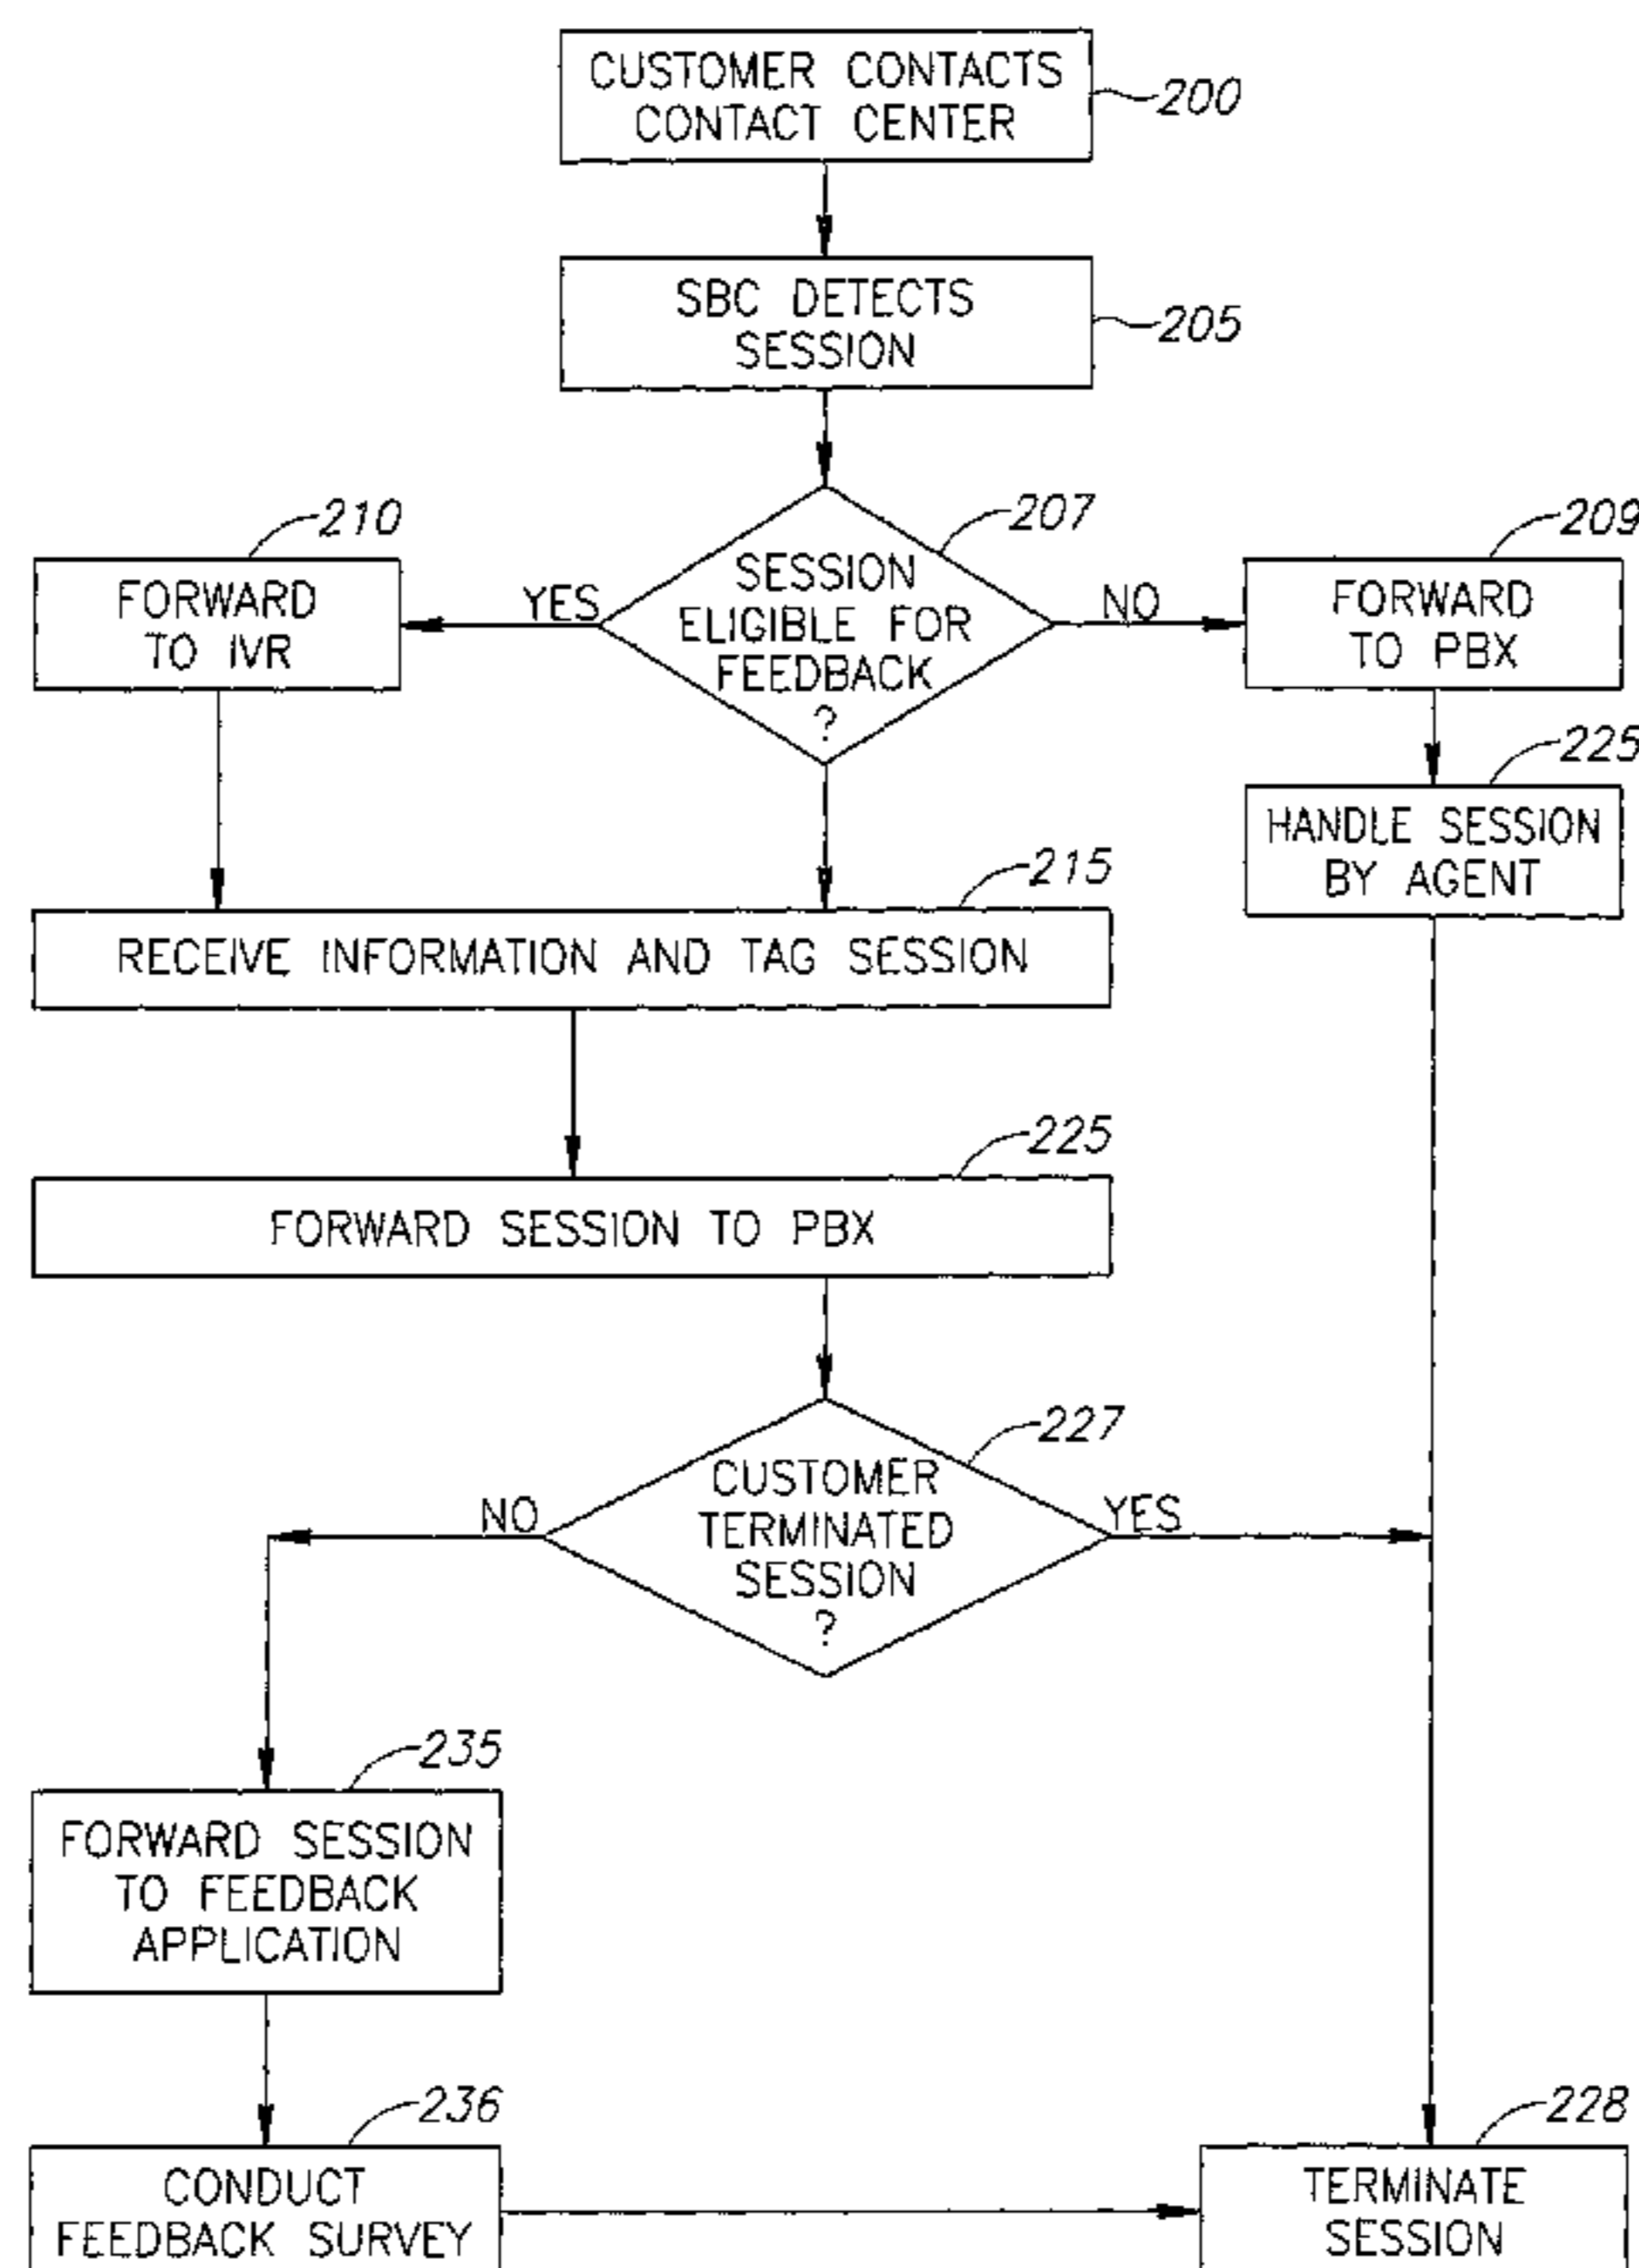 CUSTOMER CONTACTS
CONTACT CENTER
200
SBC DETECTS
SESSION
205
210
207
209
FORWARD
TO IVR
YES
SESSION
ELIGIBLE FOR
FEEDBACK
?
NO
FORWARD
TO PBX
225
HANDLE SESSION
BY AGENT
215
RECEIVE INFORMATION AND TAG SESSION
225
FORWARD SESSION TO PBX
227
CUSTOMER
TERMINATED
SESSION
?
NO
YES
235
FORWARD SESSION
TO FEEDBACK
APPLICATION
236
228
CONDUCT
FEEDBACK SURVEY
TERMINATE
SESSION